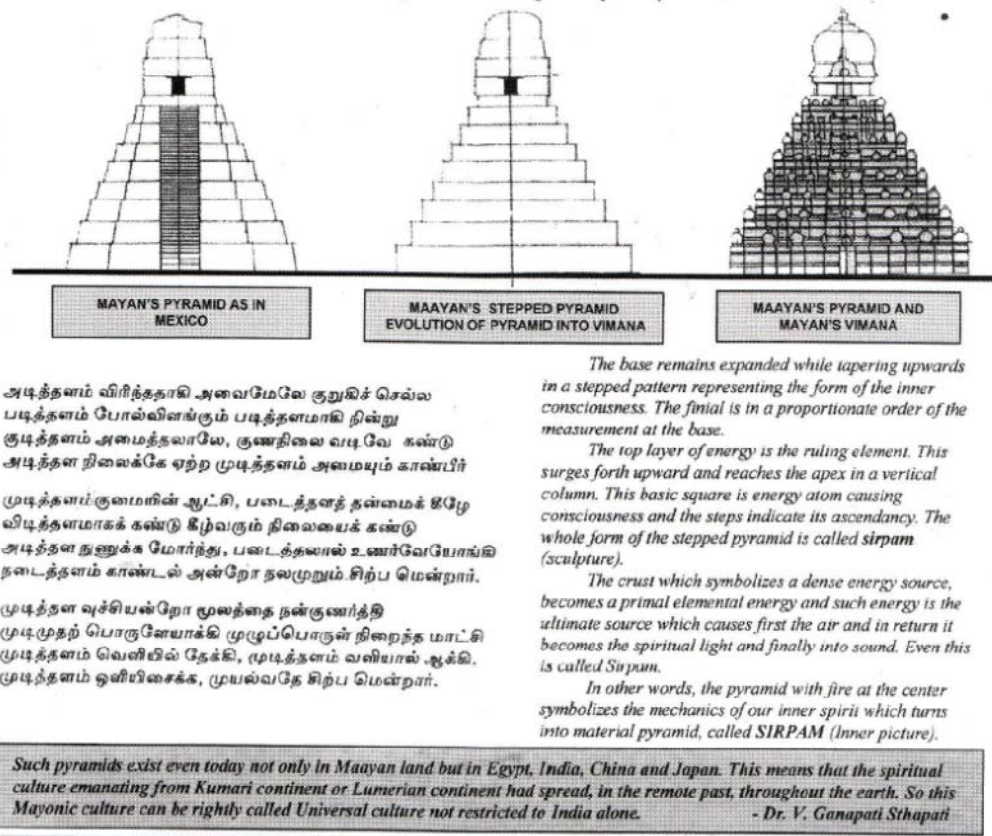 MAYAN'S PYRAMID AS IN
MEXICO
MAAYAN'S STEPPED PYRAMID
EVOLUTION OF PYRAMID INTO VIMANA
MAAYAN'S PYRAMID AND
MAYAN'S VIMANA
அடித்தளம் விரிந்ததாகி அவைமேலே குறுகிச் செல்ல
படித்தளம் போல்விளங்கும் படித்தளமாகி நின்று
குடித்தளம் அமைத்தலாலே, குணநிலை வடிவே கண்டு
அடித்தள நிலைக்கே ஏற்ற முடித்தளம் அமையும் காண்பீர்
முடித்தளம்குமையின் ஆட்சி, படைத்தளத் தன்மைக் கீழே
விடித்தளமாகக் கண்டு கீழ்வரும் நிலையைக் கண்டு
அடித்தள நுணுக்க மோர்ந்து, படைத்தலால் உணர்வேயோங்கி
நடைத்தளம் காண்டல் அன்றோ நலமுறும் சிற்ப மென்றார்.
முடித்தள வுச்சியன்றோ மூலத்தை நன்குணர்த்தி
முடிமுதற் பொருளேயாக்கி முழுப்பொருள் நிறைந்த மாட்சி
முடித்தளம் வெளியில் தேக்கி, முடித்தளம் வளியால் ஆக்கி,
முடித்தளம் ஒளியிசைக்க, முயல்வதே சிற்ப மென்றார்.
The base remains expanded while tapering upwards
in a stepped pattern representing the form of the inner
consciousness. The finial is in a proportionate order of the
measurement at the base.
The top layer of energy is the ruling element. This
surges forth upward and reaches the apex in a vertical
column. This basic square is energy atom causing
consciousness and the steps indicate its ascendancy. The
whole form of the stepped pyramid is called sirpam
(sculpture).
The crust which symbolizes a dense energy source,
becomes a primal elemental energy and such energy is the
ultimate source which causes first the air and in return it
becomes the spiritual light and finally into sound. Even this
is called Sirpam.
In other words, the pyramid with fire at the center
symbolizes the mechanics of our inner spirit which turns
into material pyramid, called SIRPAM (Inner picture).
Such pyramids exist even today not only in Maayan land but in Egypt, India, China and Japan. This means that the spiritual
culture emanating from Kumari continent or Lumerian continent had spread, in the remote past, throughout the earth. So this
Mayonic culture can be rightly called Universal culture not restricted to India alone. - Dr. V. Ganapati Sthapati